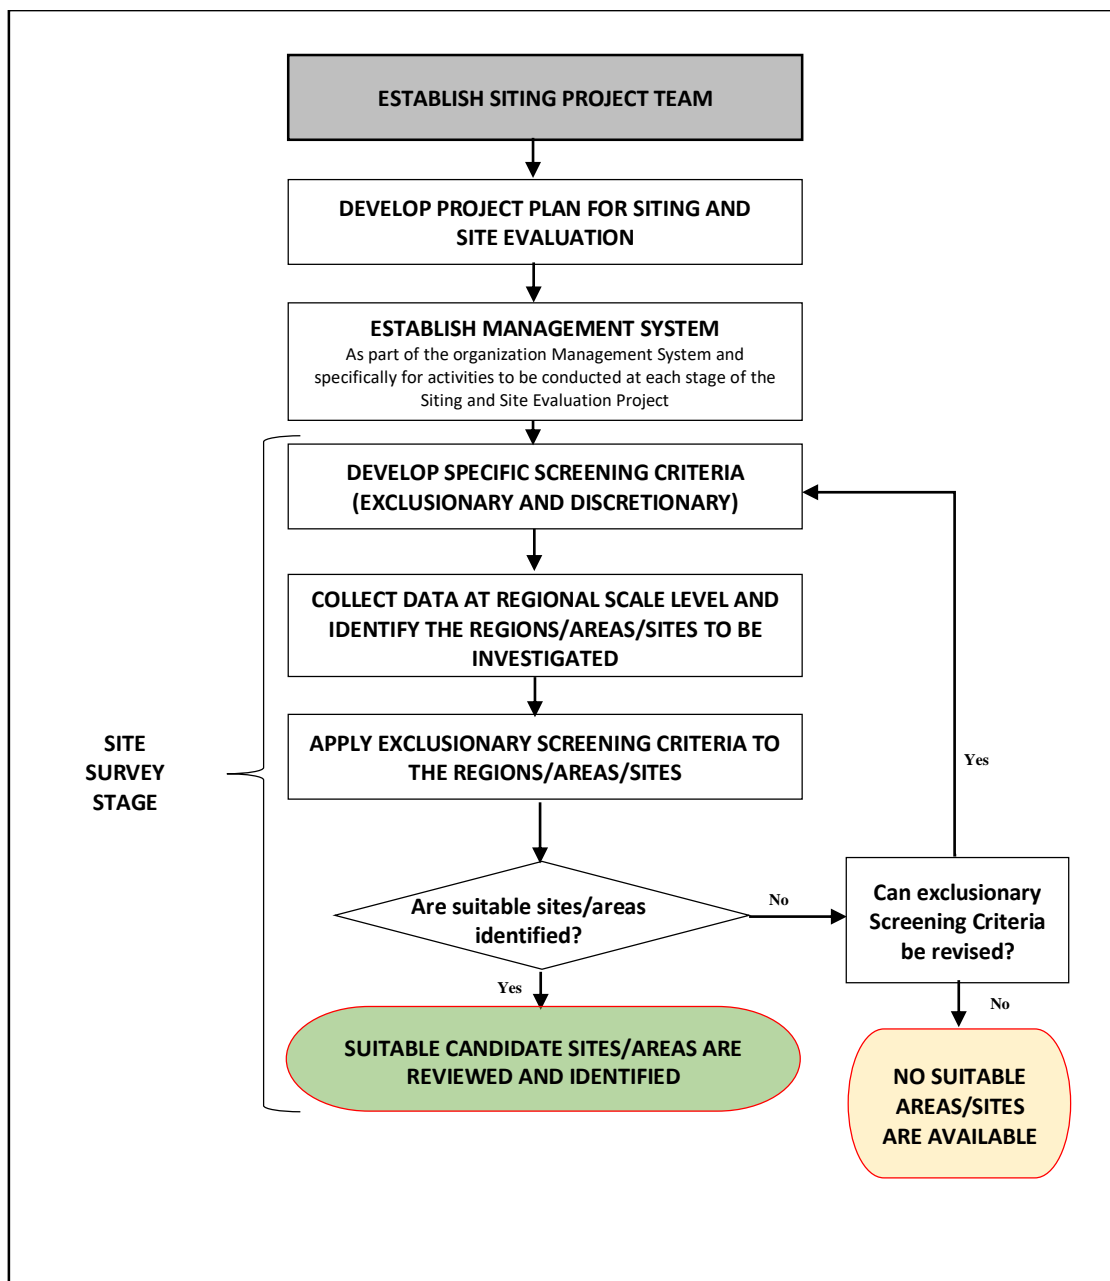 ESTABLISH SITING PROJECT TEAM
DEVELOP PROJECT PLAN FOR SITING AND
SITE EVALUATION
ESTABLISH MANAGEMENT SYSTEM
As part of the organization Management System and
specifically for activities to be conducted at each stage of the
Siting and Site Evaluation Project
DEVELOP SPECIFIC SCREENING CRITERIA
(EXCLUSIONARY AND DISCRETIONARY)
COLLECT DATA AT REGIONAL SCALE LEVEL AND
IDENTIFY THE REGIONS/AREAS/SITES TO BE
INVESTIGATED
APPLY EXCLUSIONARY SCREENING CRITERIA TO
THE REGIONS/AREAS/SITES
SITE
SURVEY
STAGE
Yes
Are suitable sites/areas
identified?
No
Can exclusionary
Screening Criteria
be revised?
Yes
No
SUITABLE CANDIDATE SITES/AREAS ARE
REVIEWED AND IDENTIFIED
NO SUITABLE
AREAS/SITES
ARE AVAILABLE